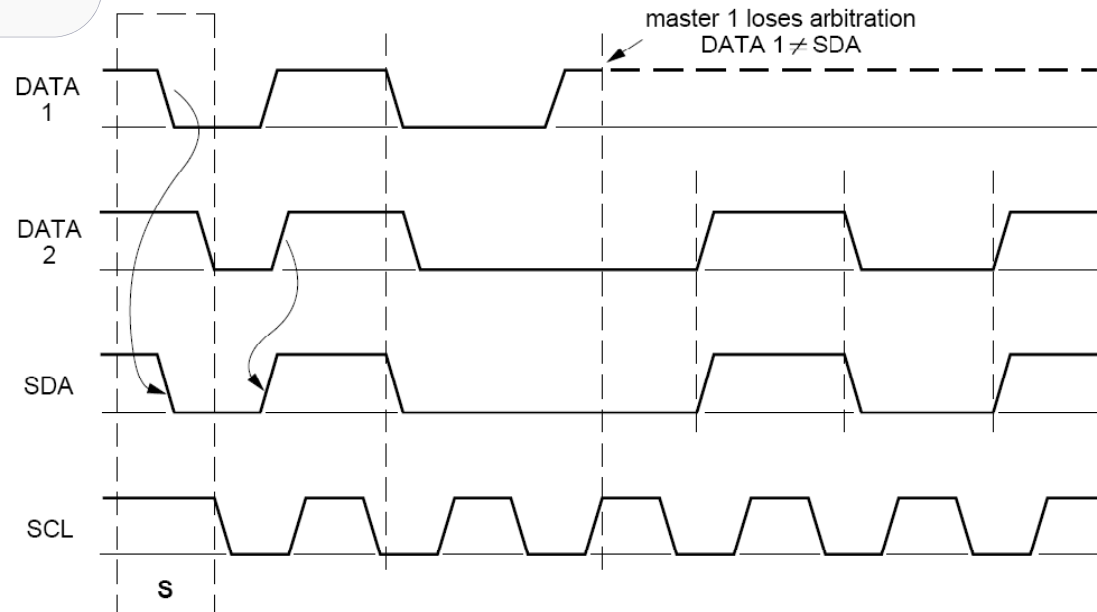 master 1 loses arbitration
DATA 1 ≠ SDA
DATA
1
DATA
2
SDA
SCL
S